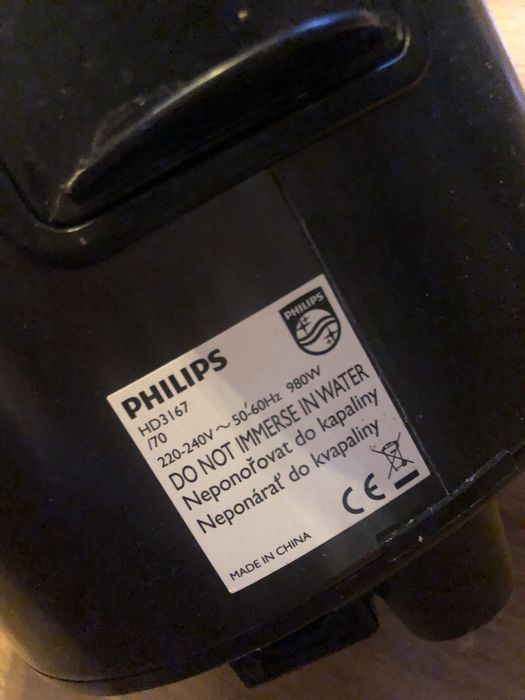 PHILIPS
PHILIPS
HD3167
/70
220-240V ~ 50-60Hz 980W
DO NOT IMMERSE IN WATER
Neponořovat do kapaliny
Neponárať do kvapaliny
CE
MADE IN CHINA